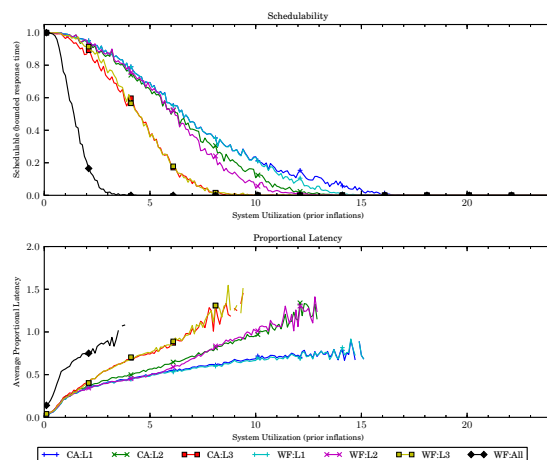 Schedulability
1.0
0.8
0.6
0.4
0.2
0.0
Schedulable (bounded response time)
0 5 10 15 20
System Utilization (prior inflations)
Proportional Latency
2.0
1.5
1.0
0.5
0.0
Average Proportional Latency
0 5 10 15 20
System Utilization (prior inflations)
CA:L1 CA:L2 CA:L3 WF:L1 WF:L2 WF:L3 WF:All